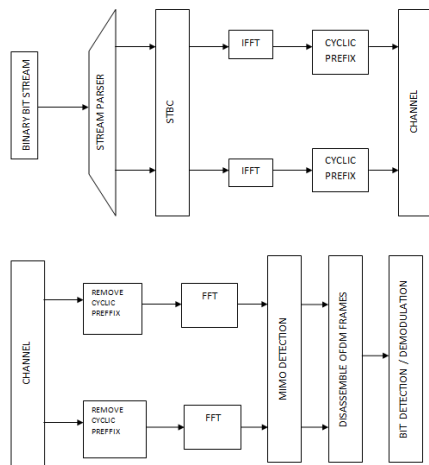 BINARY BIT STREAM
STREAM PARSER
STBC
IFFT
CYCLIC
PREFIX
IFFT
CYCLIC
PREFIX
CHANNEL
CHANNEL
REMOVE
CYCLIC
PREFFIX
FFT
REMOVE
CYCLIC
PREFFIX
FFT
MIMO DETECTION
DISASSEMBLE OFDM FRAMES
BIT DETECTION / DEMODULATION